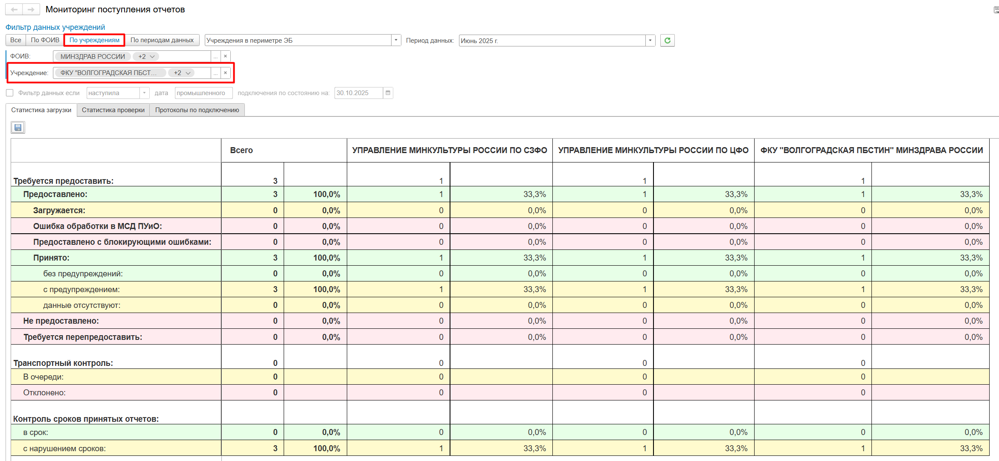 Мониторинг поступления отчетов
Фильтр данных учреждений
Все По ФОИВ По учреждениям По периодам данных Учреждения в периметре ЭБ Период данных: Июнь 2025 г.
ФОИВ: МИНЗДРАВ РОССИИ +2 ... ×
Учреждение: ФКУ "ВОЛГОГРАДСКАЯ ПБСТ... +2 ... ×
Фильтр данных если наступила дата промышленного подключения по состоянию на: 30.10.2025
Статистика загрузки Статистика проверки Протоколы по подключению
Всего УПРАВЛЕНИЕ МИНКУЛЬТУРЫ РОССИИ ПО СЗФО УПРАВЛЕНИЕ МИНКУЛЬТУРЫ РОССИИ ПО ЦФО ФКУ "ВОЛГОГРАДСКАЯ ПБСТИН" МИНЗДРАВА РОССИИ
Требуется предоставить: 3 1 1 1
Предоставлено: 3 100,0% 1 33,3% 1 33,3% 1 33,3%
Загружается: 0 0,0% 0 0,0% 0 0,0% 0 0,0%
Ошибка обработки в МСД ПУиО: 0 0,0% 0 0,0% 0 0,0% 0 0,0%
Предоставлено с блокирующими ошибками: 0 0,0% 0 0,0% 0 0,0% 0 0,0%
Принято: 3 100,0% 1 33,3% 1 33,3% 1 33,3%
без предупреждений: 0 0,0% 0 0,0% 0 0,0% 0 0,0%
с предупреждением: 3 100,0% 1 33,3% 1 33,3% 1 33,3%
данные отсутствуют: 0 0,0% 0 0,0% 0 0,0% 0 0,0%
Не предоставлено: 0 0,0% 0 0,0% 0 0,0% 0 0,0%
Требуется перепредоставить: 0 0,0% 0 0,0% 0 0,0% 0 0,0%
Транспортный контроль: 0 0 0 0
В очереди: 0 0 0 0
Отклонено: 0 0 0 0
Контроль сроков принятых отчетов:
в срок: 0 0,0% 0 0,0% 0 0,0% 0 0,0%
с нарушением сроков: 3 100,0% 1 33,3% 1 33,3% 1 33,3%